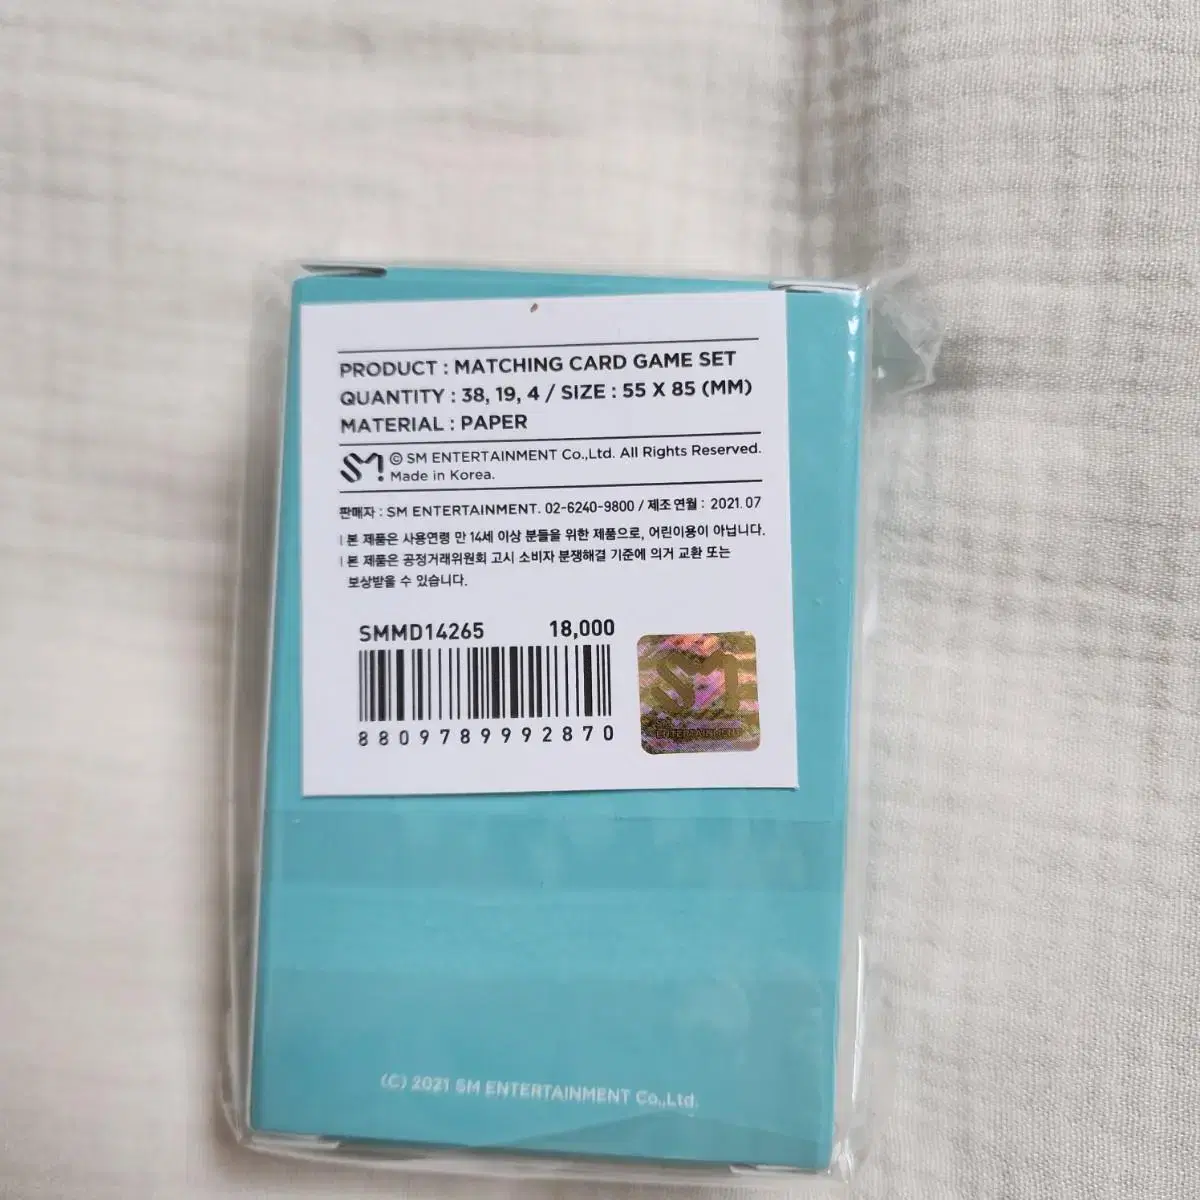 PRODUCT : MATCHING CARD GAME SET
QUANTITY : 38, 19, 4 / SIZE : 55 X 85 (MM)
MATERIAL : PAPER
SM! © SM ENTERTAINMENT Co.,Ltd. All Rights Reserved.
Made in Korea.
판매자 : SM ENTERTAINMENT. 02-6240-9800 / 제조 연월 : 2021. 07
| 본 제품은 사용연령 만 14세 이상 분들을 위한 제품으로, 어린이용이 아닙니다.
| 본 제품은 공정거래위원회 고시 소비자 분쟁해결 기준에 의거 교환 또는
보상받을 수 있습니다.
SMMD14265 18,000
8809789992870
SM
ENTERTAINMENT
(C) 2021 SM ENTERTAINMENT Co.,Ltd.